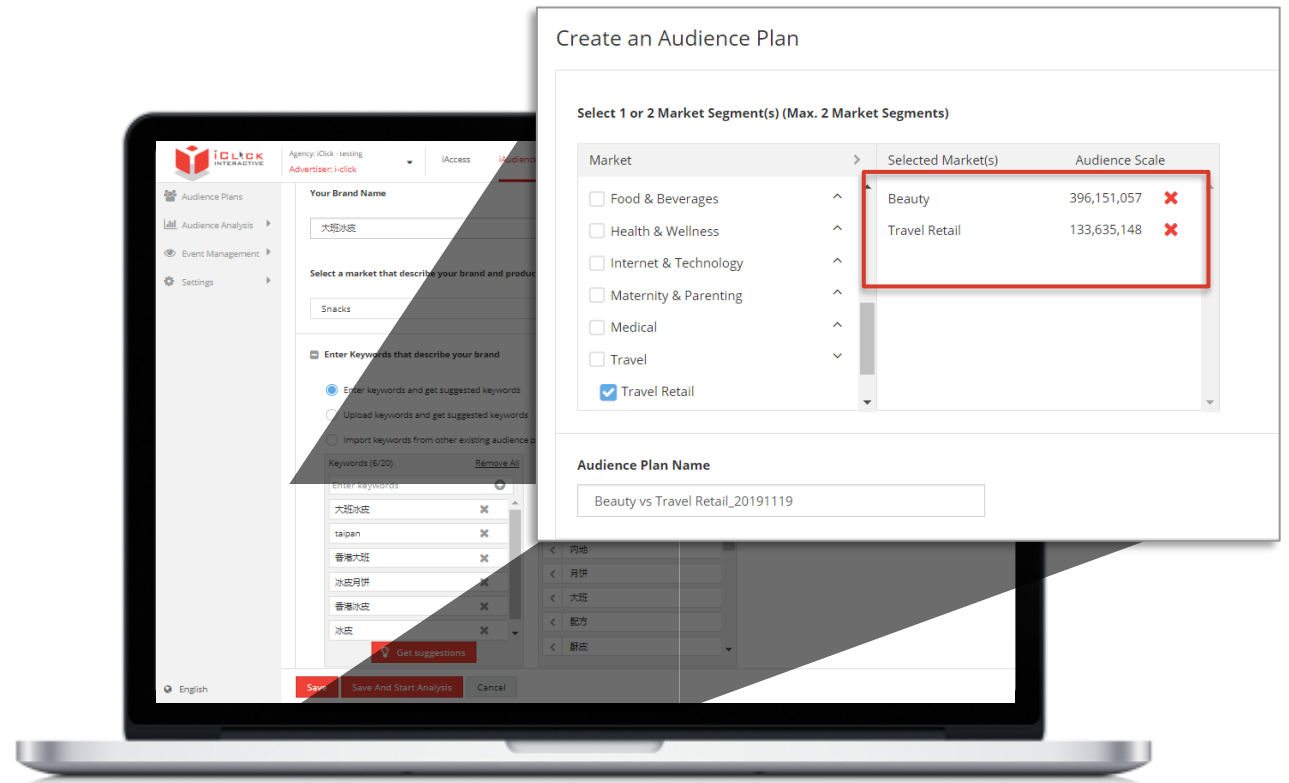 Create an Audience Plan
Select 1 or 2 Market Segment(s) (Max. 2 Market Segments)
Market
Selected Market(s) Audience Scale
Food & Beverages
Health & Wellness
Internet & Technology
Maternity & Parenting
Medical
Travel
Travel Retail
Beauty 396,151,057
Travel Retail 133,635,148
Audience Plan Name
Beauty vs Travel Retail_20191119
iCLICK
INTERACTIVE
Agency: iClick - testing
Advertiser: i-click
iAccess
Audience Plans
Audience Analysis
Event Management
Settings
English
Your Brand Name
大班冰皮
Select a market that describe your brand and produc
Snacks
Enter Keywords that describe your brand
Enter keywords and get suggested keywords
Upload keywords and get suggested keywords
Import keywords from other existing audience p
Keywords (6/20) Remove All
Enter keywords
大班冰皮
taipan
香港大班
冰皮月饼
香港冰皮
冰皮
Get suggestions
内地
月饼
大班
配方
酥皮
Save
Save And Start Analysis
Cancel